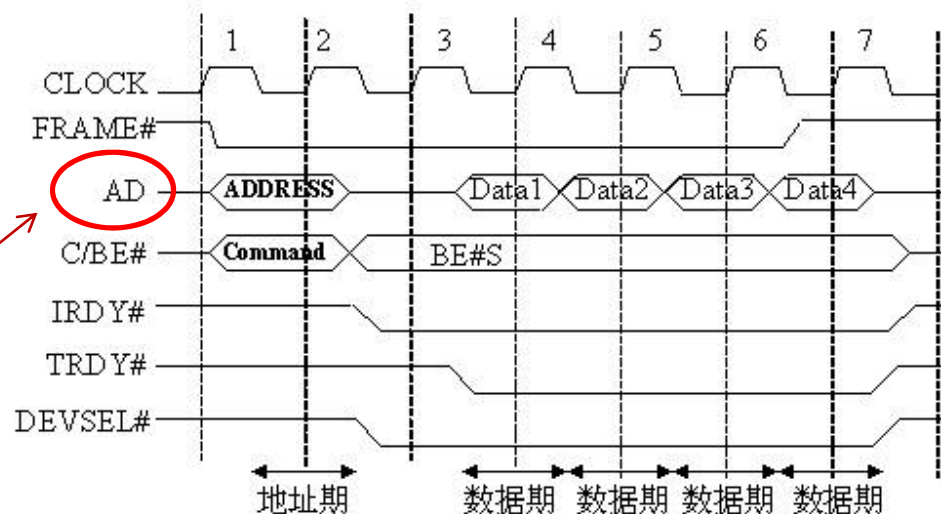 1 2 3 4 5 6 7
CLOCK
FRAME#
AD ADDRESS Data1 Data2 Data3 Data4
C/BE# Command BE#S
IRDY#
TRDY#
DEVSEL#
地址期 数据期 数据期 数据期 数据期